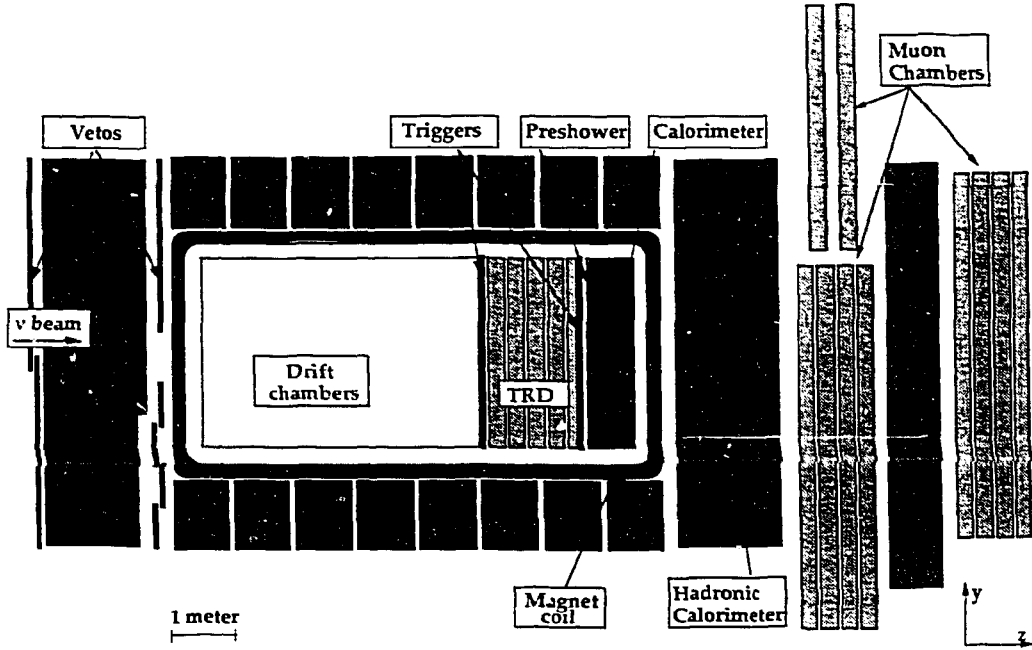 Muon
Chambers
Vetos
Triggers
Preshower
Calorimeter
ν beam
Drift
chambers
TRD
Magnet
coil
Hadronic
Calorimeter
1 meter
y
z